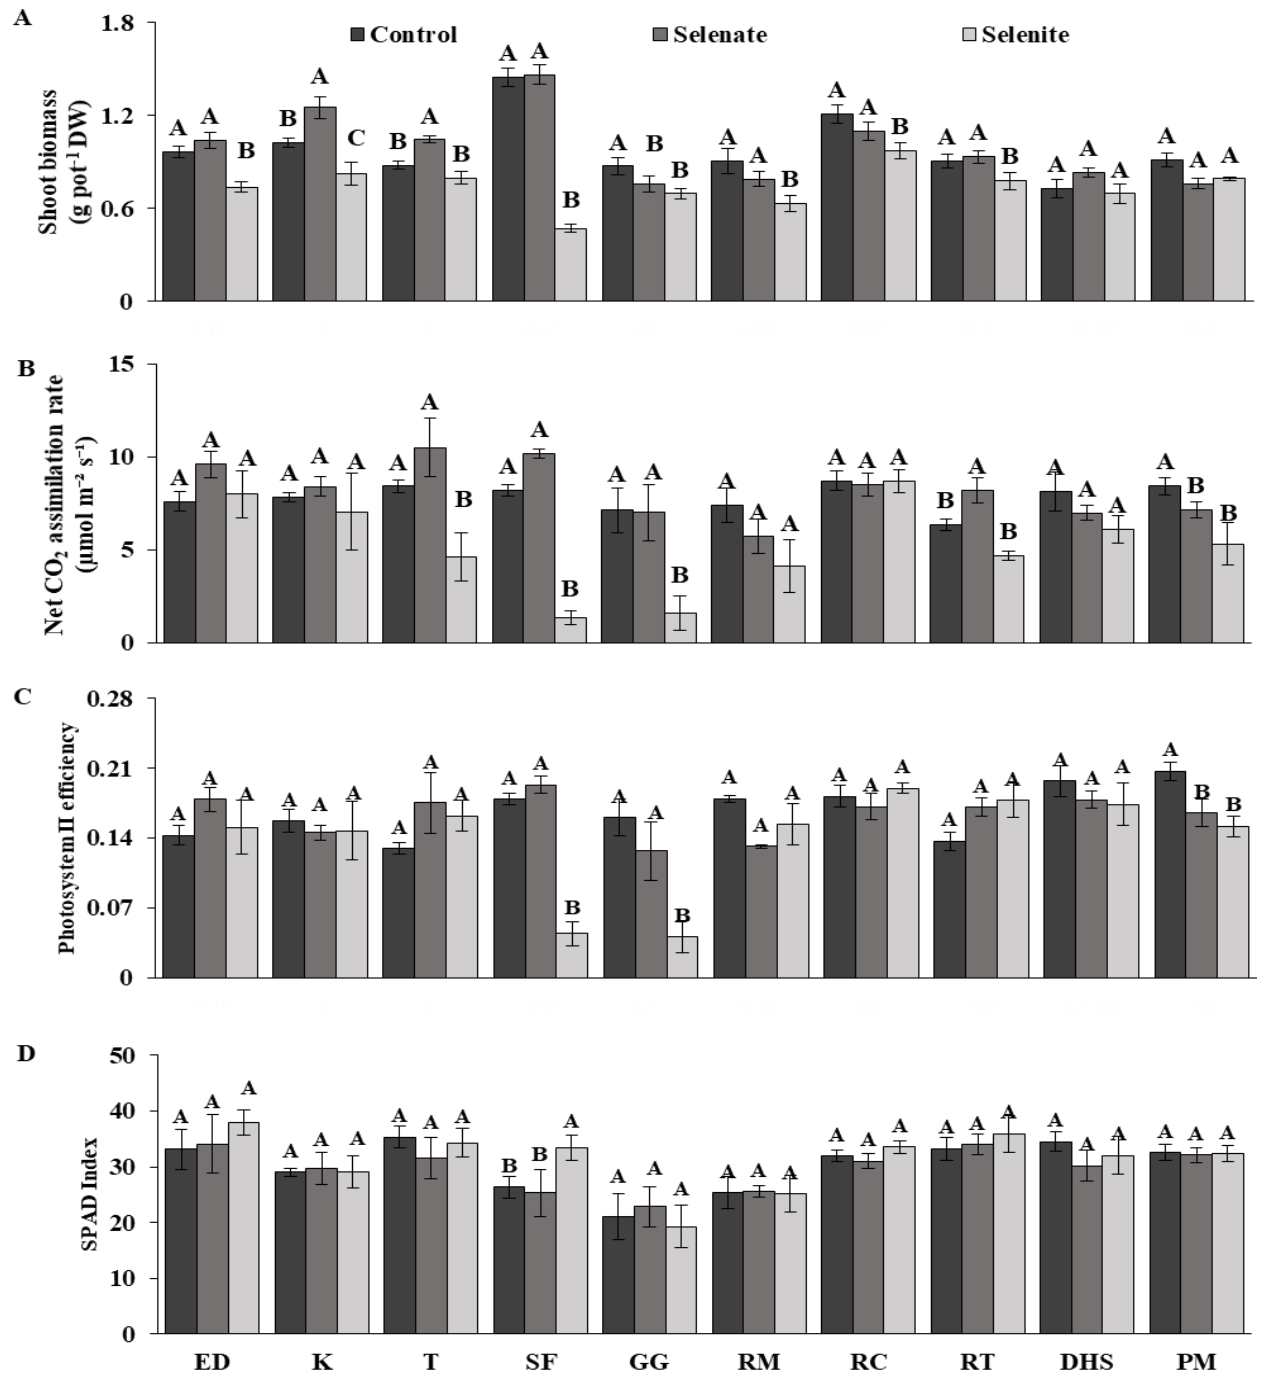 A
1.8
Control Selenate Selenite
1.2
0.6
0
Shoot biomass
(g pot⁻¹ DW)
A A B
B A C
B A B
A A B
A B B
A A B
A A B
A A B
A A A
A A A
B
15
10
5
0
Net CO₂ assimilation rate
(μmol m⁻² s⁻¹)
A A A
A A A
A A B
A A B
A A B
A A A
A A A
B A B
A A A
A B B
C
0.28
0.21
0.14
0.07
0
Photosystem II efficiency
A A A
A A A
A A A
A A B
A A B
A A A
A A A
A A A
A A A
A B B
D
50
40
30
20
10
0
SPAD Index
A A A
A A A
A A A
B B A
A A A
A A A
A A A
A A A
A A A
A A A
ED K T SF GG RM RC RT DHS PM